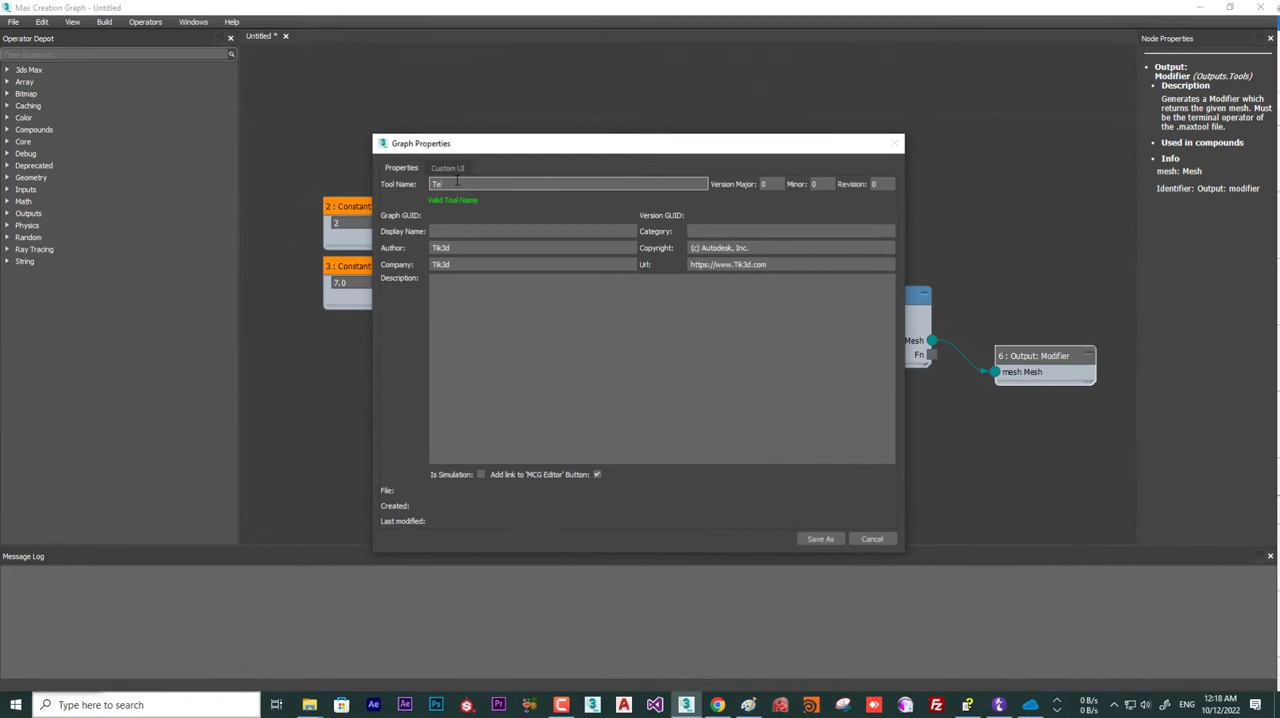 Max Creation Graph - Untitled
File Edit View Build Operators Windows Help
Operator Depot
Untitled *
Node Properties
Type to search...
3ds Max
Array
Bitmap
Caching
Color
Compounds
Core
Debug
Deprecated
Geometry
Inputs
Math
Outputs
Physics
Random
Ray Tracing
String
2 : Constant
2
3 : Constant
7.0
Graph Properties
Properties Custom UI
Tool Name: Te Version Major: 0 Minor: 0 Revision: 0
Valid Tool Name
Graph GUID: Version GUID:
Display Name: Category:
Author: Tik3d Copyright: (c) Autodesk, Inc.
Company: Tik3d Url: https://www.Tik3d.com
Description:
Is Simulation: Add link to 'MCG Editor' Button:
File:
Created:
Last modified:
Save As Cancel
Mesh
Fn
6 : Output: Modifier
mesh Mesh
Output:
Modifier (Outputs.Tools)
Description
Generates a Modifier which
returns the given mesh. Must
be the terminal operator of
the .maxtool file.
Used in compounds
Info
mesh: Mesh
Identifier: Output: modifier
Message Log
Type here to search
0 B/s
0 B/s
ENG
12:18 AM
10/12/2022